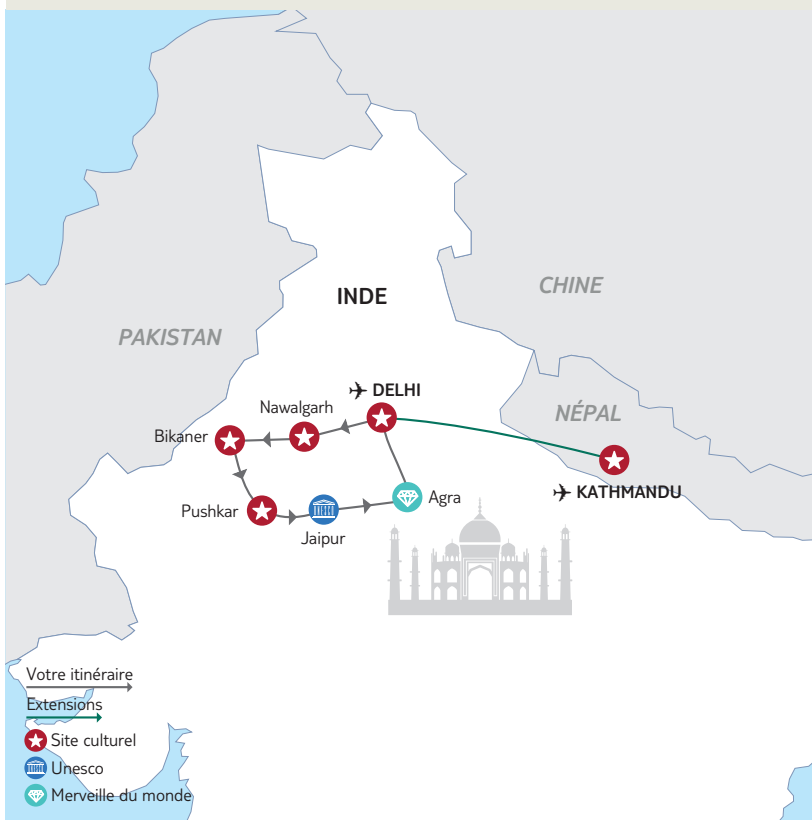 CHINE
INDE
PAKISTAN
DELHI
Nawalgarh
NÉPAL
Bikaner
KATHMANDU
Agra
Pushkar
Jaipur
Votre itinéraire
Extensions
Site culturel
Unesco
Merveille du monde